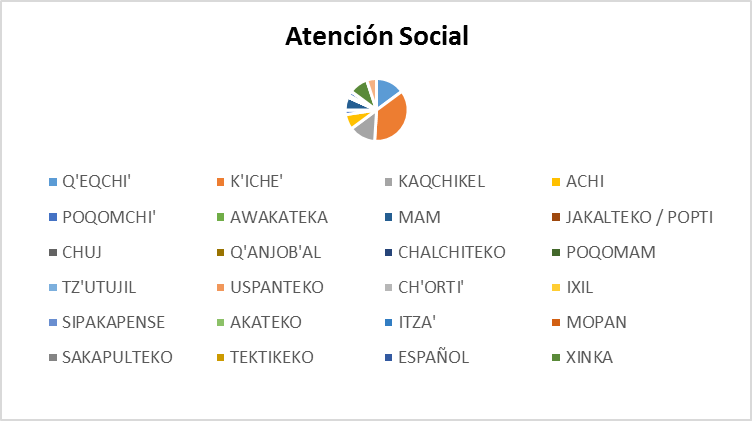 Atención Social
Q'EQCHI' K'ICHE' KAQCHIKEL ACHI
POQOMCHI' AWAKATEKA MAM JAKALTEKO / POPTI
CHUJ Q'ANJOB'AL CHALCHITEKO POQOMAM
TZ'UTUJIL USPANTEKO CH'ORTI' IXIL
SIPAKAPENSE AKATEKO ITZA' MOPAN
SAKAPULTEKO TEKTIKEKO ESPAÑOL XINKA